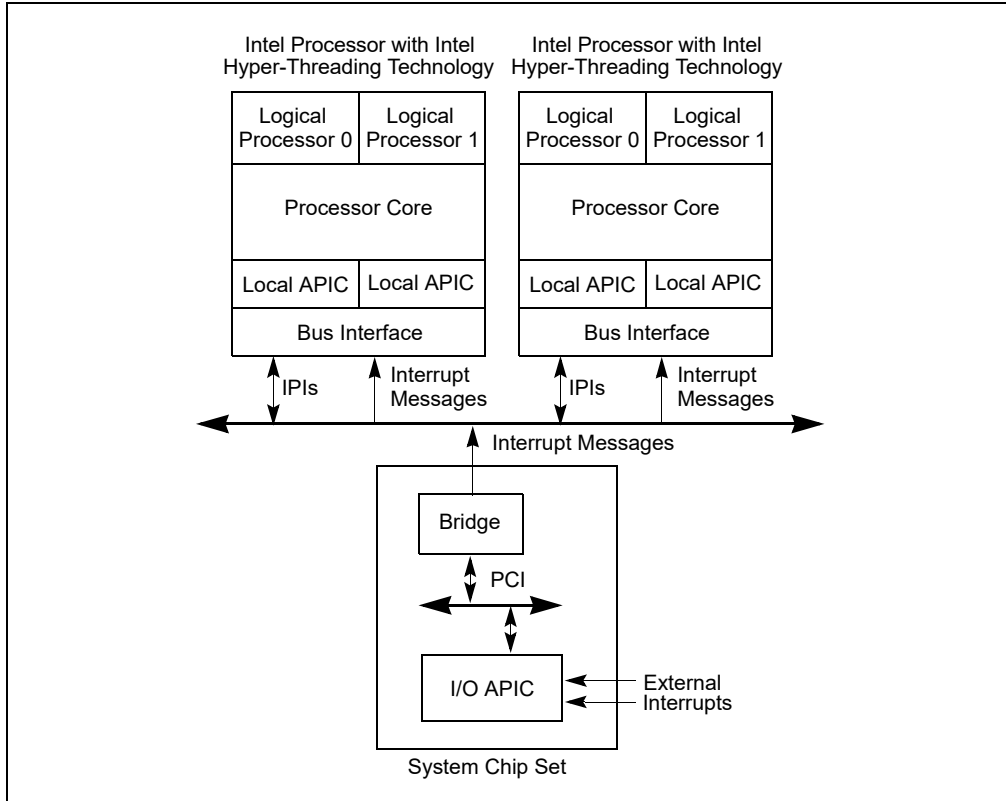 Intel Processor with Intel
Hyper-Threading Technology
Intel Processor with Intel
Hyper-Threading Technology
Logical
Processor 0
Logical
Processor 1
Logical
Processor 0
Logical
Processor 1
Processor Core
Processor Core
Local APIC
Local APIC
Local APIC
Local APIC
Bus Interface
Bus Interface
IPIs
Interrupt
Messages
IPIs
Interrupt
Messages
Interrupt Messages
Bridge
PCI
I/O APIC
External
Interrupts
System Chip Set